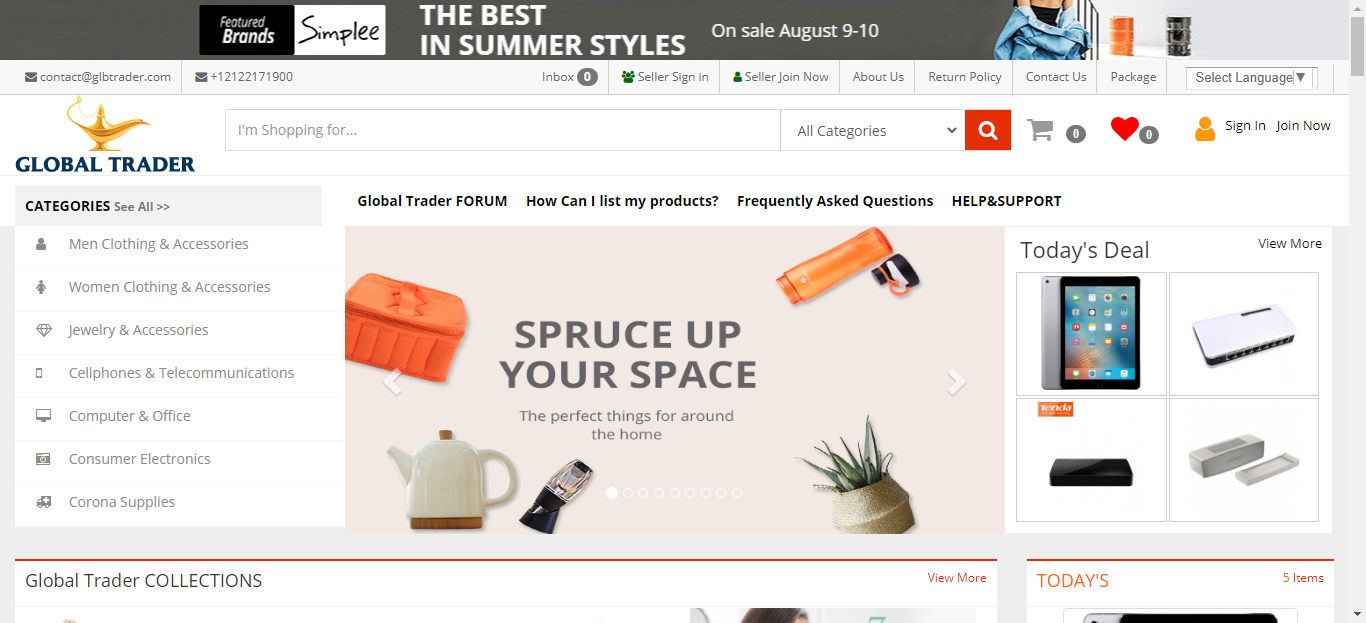 Featured
Brands
Simplee
THE BEST
IN SUMMER STYLES
On sale August 9-10
contact@glbtrader.com
+12122171900
Inbox 0
Seller Sign in
Seller Join Now
About Us
Return Policy
Contact Us
Package
Select Language▼
GLOBAL TRADER
I'm Shopping for...
All Categories
0
0
Sign In
Join Now
CATEGORIES See All >>
Global Trader FORUM
How Can I list my products?
Frequently Asked Questions
HELP&SUPPORT
Men Clothing & Accessories
Women Clothing & Accessories
Jewelry & Accessories
Cellphones & Telecommunications
Computer & Office
Consumer Electronics
Corona Supplies
SPRUCE UP
YOUR SPACE
The perfect things for around
the home
Today's Deal
View More
Tenda
Global Trader COLLECTIONS
View More
TODAY'S
5 Items